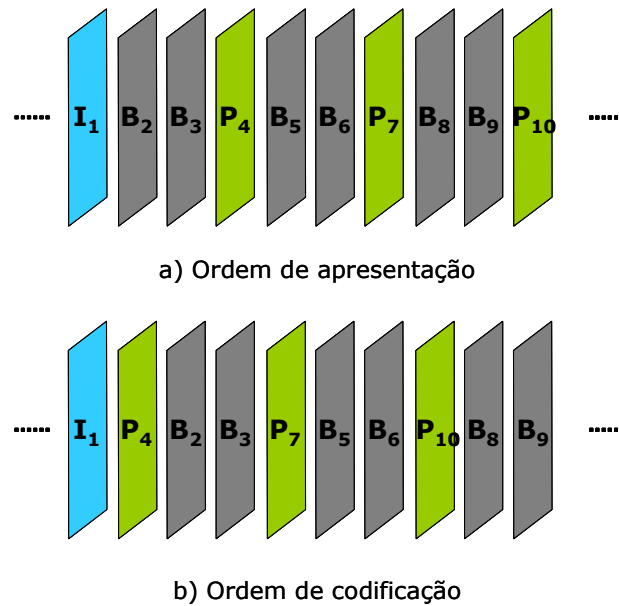 ...... I1 B2 B3 P4 B5 B6 P7 B8 B9 P10 ......
a) Ordem de apresentação
...... I1 P4 B2 B3 P7 B5 B6 P10 B8 B9 ......
b) Ordem de codificação